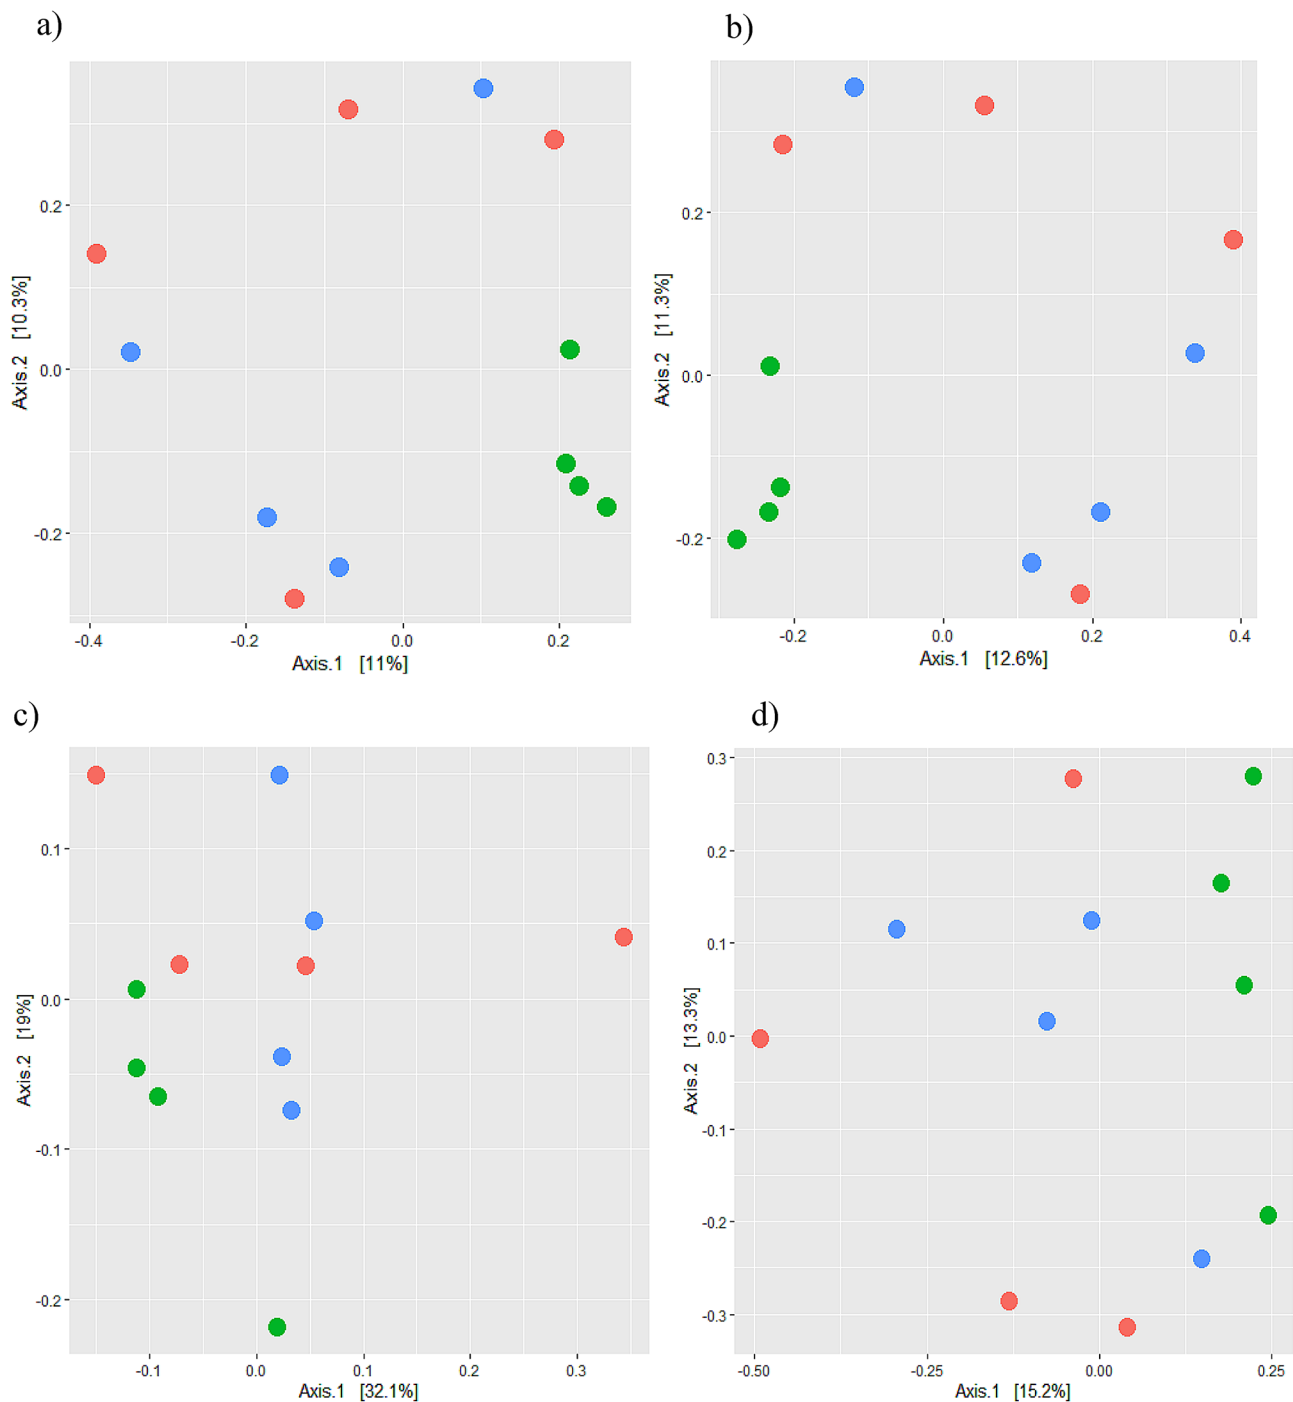 a)
0.2
0.0
-0.2
Axis.2 [10.3%]
-0.4 -0.2 0.0 0.2
Axis.1 [11%]
b)
0.2
0.0
-0.2
Axis.2 [11.3%]
-0.2 0.0 0.2 0.4
Axis.1 [12.6%]
c)
0.1
0.0
-0.1
-0.2
Axis.2 [19%]
-0.1 0.0 0.1 0.2 0.3
Axis.1 [32.1%]
d)
0.3
0.2
0.1
0.0
-0.1
-0.2
-0.3
Axis.2 [13.3%]
-0.50 -0.25 0.00 0.25
Axis.1 [15.2%]